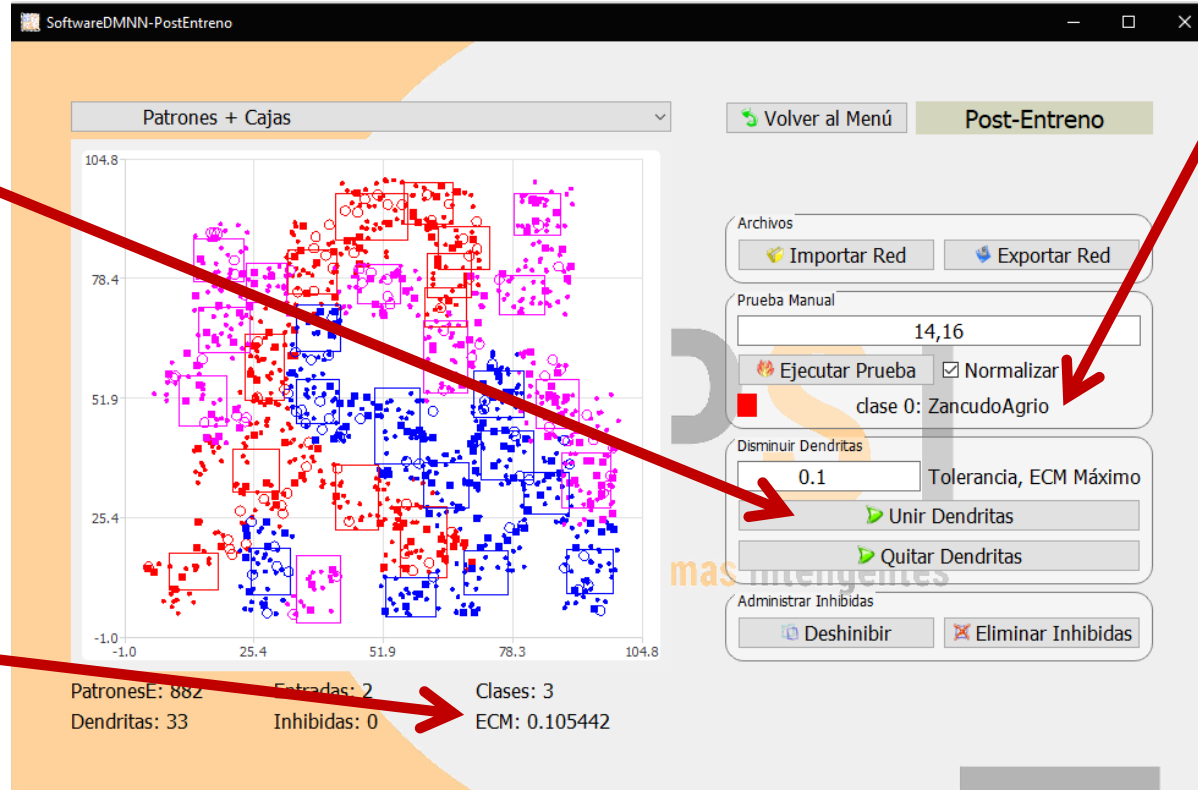 SoftwareDMNN-PostEntreno
Patrones + Cajas
Volver al Menú
Post-Entreno
104.8
78.4
51.9
25.4
-1.0
-1.0 25.4 51.9 78.3 104.8
Archivos
Importar Red
Exportar Red
Prueba Manual
14,16
Ejecutar Prueba
Normalizar
clase 0: ZancudoAgrio
Disminuir Dendritas
0.1
Tolerancia, ECM Máximo
Unir Dendritas
Quitar Dendritas
mas inteligentes
Administrar Inhibidas
Deshinibir
Eliminar Inhibidas
PatronesE: 882 Entradas: 2 Clases: 3
Dendritas: 33 Inhibidas: 0 ECM: 0.105442